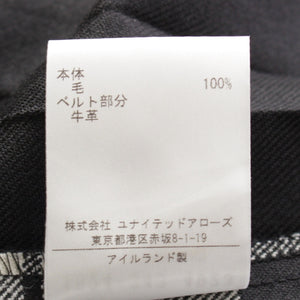 本体
毛 100%
ベルト部分
牛革
株式会社 ユナイテッドアローズ
東京都港区赤坂8-1-19
アイルランド製